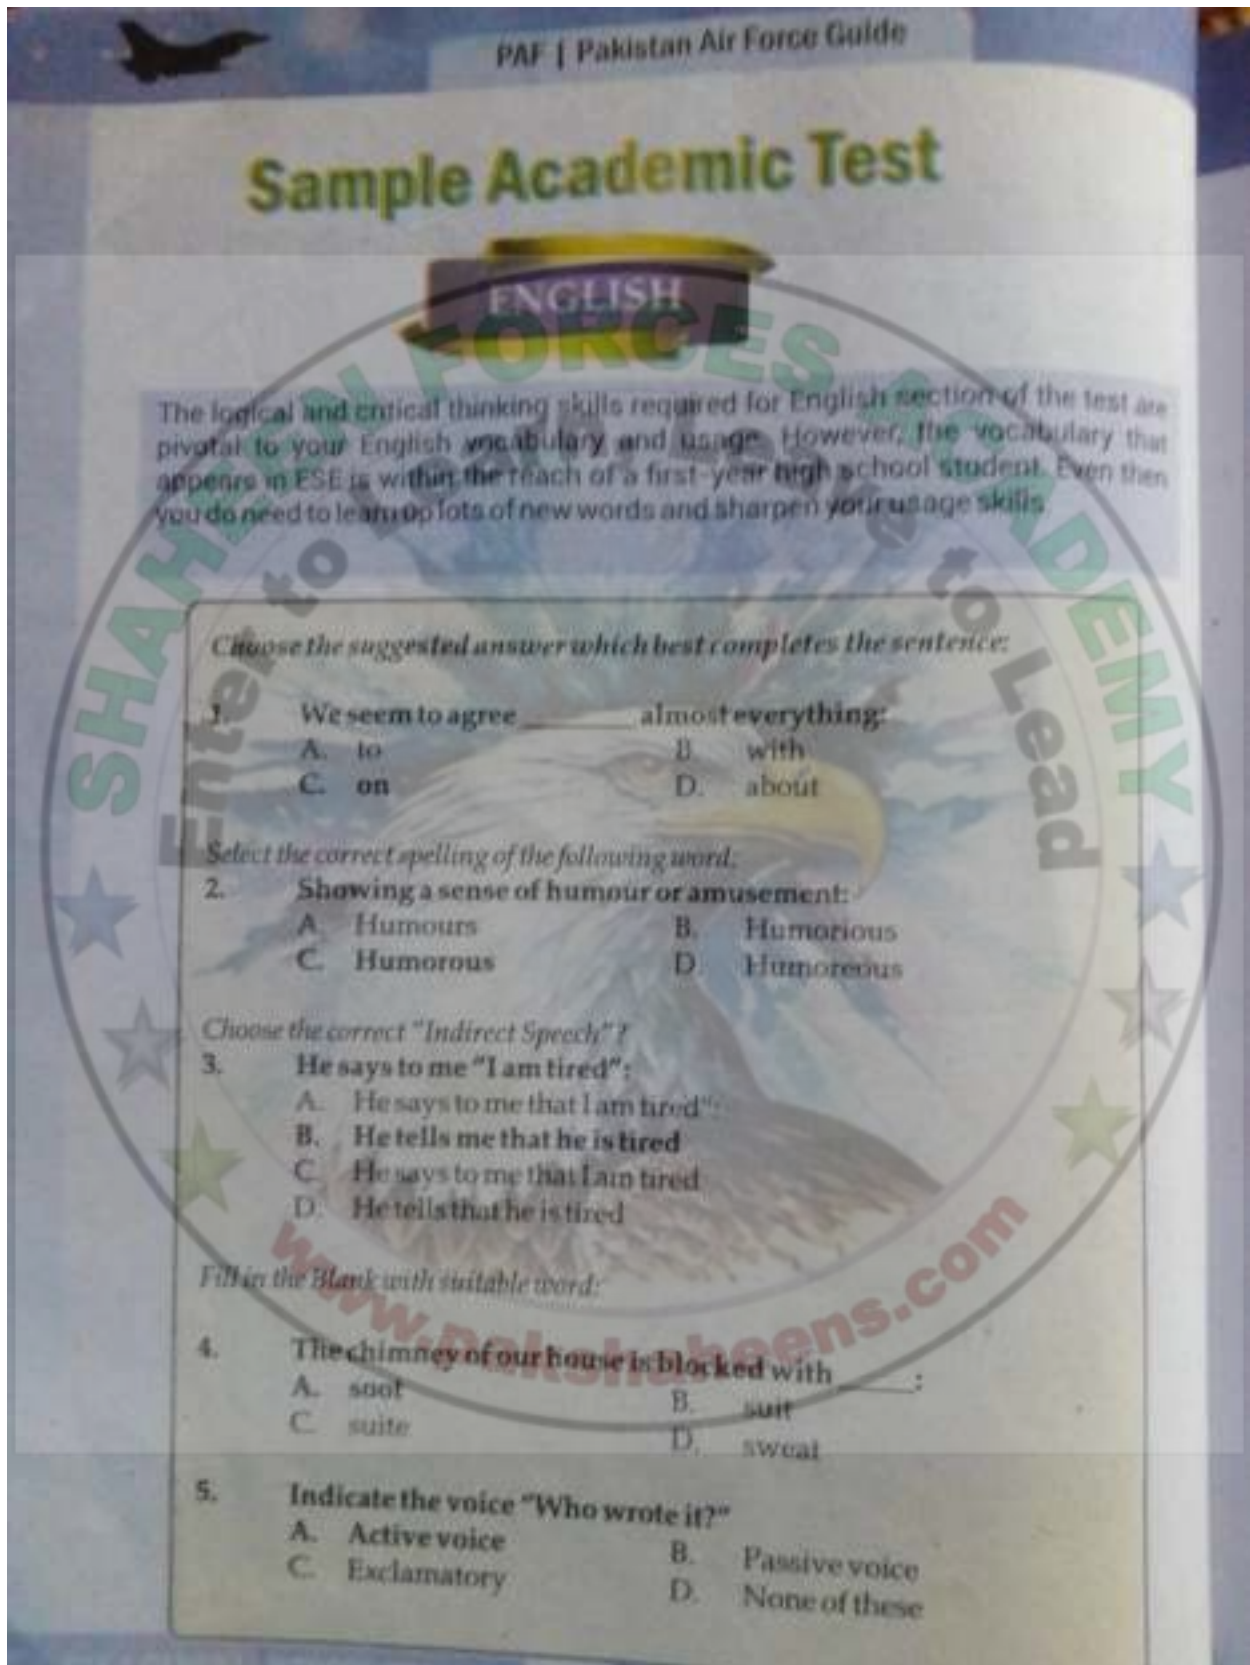 PAF | Pakistan Air Force Guide
Sample Academic Test
ENGLISH
SHAHEEN FORCES ACADEMY
Enter to Learn Leave to Lead
The logical and critical thinking skills required for English section of the test are
pivotal to your English vocabulary and usage. However, the vocabulary that
appears in ESE is within the reach of a first-year high school student. Even then
you do need to learn up lots of new words and sharpen your usage skills.
Choose the suggested answer which best completes the sentence:
1. We seem to agree ________ almost everything:
A. to B. with
C. on D. about
Select the correct spelling of the following word:
2. Showing a sense of humour or amusement:
A. Humours B. Humorious
C. Humorous D. Humoreous
Choose the correct "Indirect Speech"?
3. He says to me "I am tired":
A. He says to me that I am tired":
B. He tells me that he is tired
C. He says to me that I am tired
D. He tells that he is tired
Fill in the Blank with suitable word:
4. The chimney of our house is blocked with _____:
A. soot B. suit
C. suite D. sweat
5. Indicate the voice "Who wrote it?"
A. Active voice B. Passive voice
C. Exclamatory D. None of these
www.pakshaheens.com